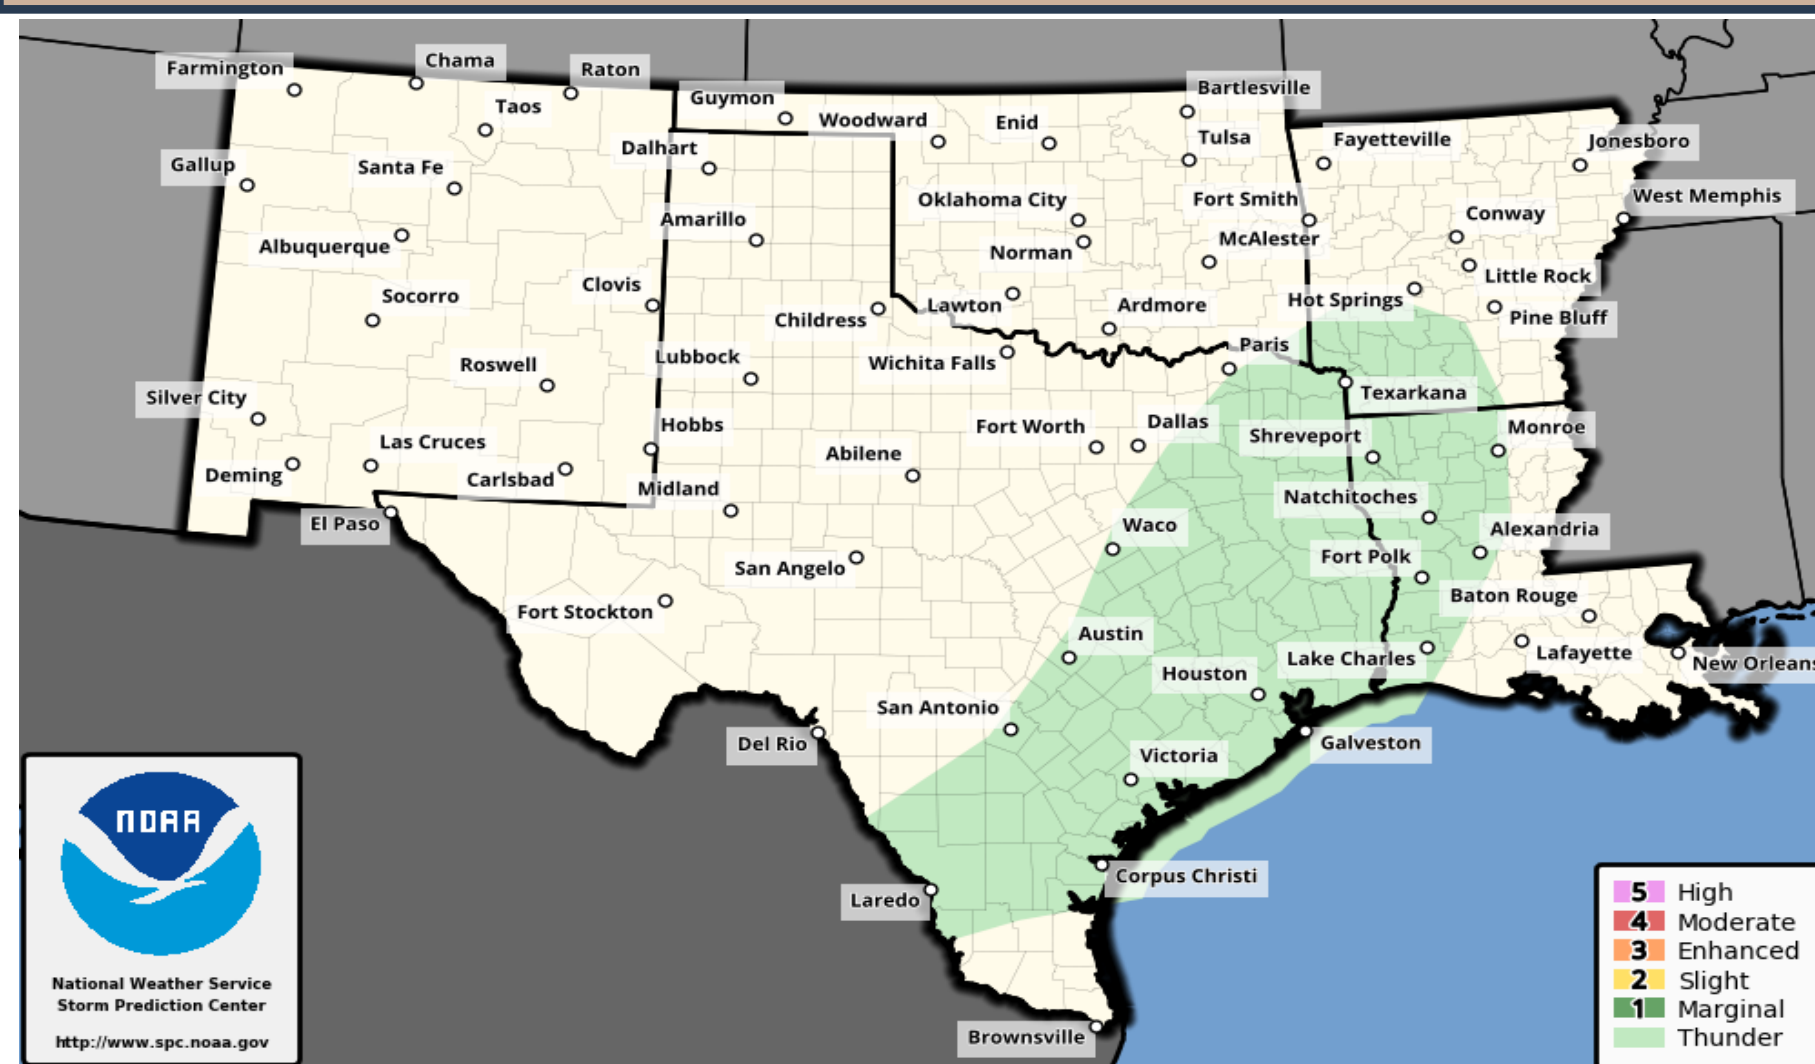 Farmington
Chama
Raton
Taos
Guymon
Woodward
Enid
Bartlesville
Tulsa
Fayetteville
Jonesboro
Gallup
Santa Fe
Dalhart
Oklahoma City
Fort Smith
West Memphis
Albuquerque
Amarillo
Norman
McAlester
Conway
Socorro
Clovis
Childress
Lawton
Ardmore
Hot Springs
Little Rock
Pine Bluff
Roswell
Lubbock
Wichita Falls
Paris
Texarkana
Silver City
Las Cruces
Hobbs
Fort Worth
Dallas
Shreveport
Monroe
Deming
Carlsbad
Midland
Abilene
Natchitoches
El Paso
Waco
Alexandria
San Angelo
Fort Polk
Fort Stockton
Baton Rouge
Austin
Lake Charles
Lafayette
New Orleans
Houston
San Antonio
Del Rio
Galveston
Victoria
Laredo
Corpus Christi
Brownsville
NOAA
National Weather Service
Storm Prediction Center
http://www.spc.noaa.gov
5 High
4 Moderate
3 Enhanced
2 Slight
1 Marginal
Thunder